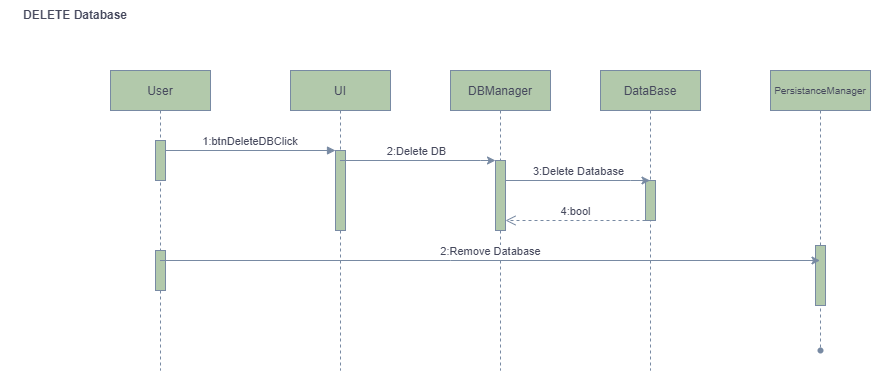 DELETE Database
User
UI
DBManager
DataBase
PersistanceManager
1:btnDeleteDBClick
2:Delete DB
3:Delete Database
4:bool
2:Remove Database